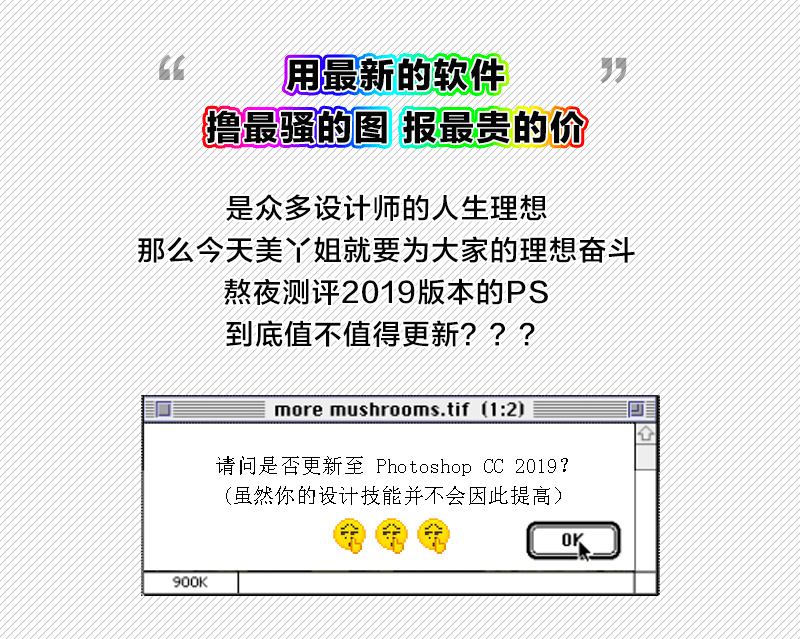 “ 用最新的软件 ”
撸最骚的图 报最贵的价
是众多设计师的人生理想
那么今天美丫姐就要为大家的理想奋斗
熬夜测评2019版本的PS
到底值不值得更新？？？
more mushrooms.tif (1:2)
请问是否更新至 Photoshop CC 2019?
(虽然你的设计技能并不会因此提高)
OK
900K